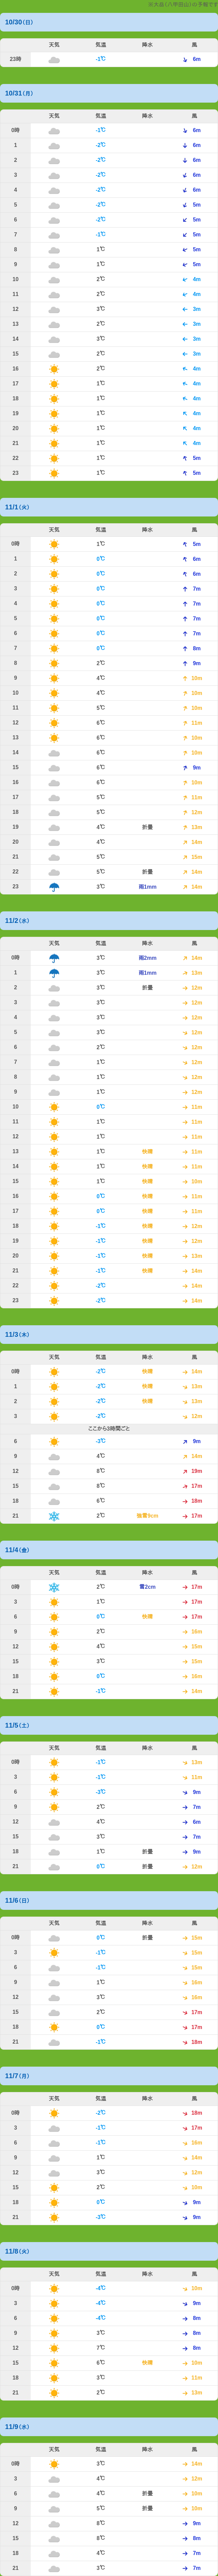 ※大岳(八甲田山)の予報です
10/30(日)
天気 気温 降水 風
23時 -1℃ 6m
10/31(月)
天気 気温 降水 風
0時 -1℃ 6m
1 -2℃ 6m
2 -2℃ 6m
3 -2℃ 6m
4 -2℃ 6m
5 -2℃ 5m
6 -2℃ 5m
7 -1℃ 5m
8 1℃ 5m
9 1℃ 5m
10 2℃ 4m
11 2℃ 4m
12 3℃ 3m
13 2℃ 3m
14 3℃ 3m
15 2℃ 3m
16 2℃ 4m
17 1℃ 4m
18 1℃ 4m
19 1℃ 4m
20 1℃ 4m
21 1℃ 4m
22 1℃ 5m
23 1℃ 5m
11/1(火)
天気 気温 降水 風
0時 1℃ 5m
1 0℃ 6m
2 0℃ 6m
3 0℃ 7m
4 0℃ 7m
5 0℃ 7m
6 0℃ 7m
7 0℃ 8m
8 2℃ 9m
9 4℃ 10m
10 4℃ 10m
11 5℃ 10m
12 6℃ 11m
13 6℃ 10m
14 6℃ 10m
15 6℃ 9m
16 6℃ 10m
17 5℃ 11m
18 5℃ 12m
19 4℃ 折曇 13m
20 4℃ 14m
21 5℃ 15m
22 5℃ 折曇 14m
23 3℃ 雨1mm 14m
11/2(水)
天気 気温 降水 風
0時 3℃ 雨2mm 14m
1 3℃ 雨1mm 13m
2 3℃ 折曇 12m
3 3℃ 12m
4 3℃ 12m
5 3℃ 12m
6 2℃ 12m
7 1℃ 12m
8 1℃ 12m
9 1℃ 12m
10 0℃ 11m
11 1℃ 11m
12 1℃ 11m
13 1℃ 快晴 11m
14 1℃ 快晴 11m
15 1℃ 快晴 10m
16 0℃ 快晴 11m
17 0℃ 快晴 11m
18 -1℃ 快晴 12m
19 -1℃ 快晴 12m
20 -1℃ 快晴 13m
21 -1℃ 快晴 14m
22 -2℃ 14m
23 -2℃ 14m
11/3(木)
天気 気温 降水 風
0時 -2℃ 快晴 14m
1 -2℃ 快晴 13m
2 -2℃ 快晴 13m
3 -2℃ 12m
ここから3時間ごと
6 -3℃ 9m
9 4℃ 14m
12 8℃ 19m
15 8℃ 17m
18 6℃ 18m
21 2℃ 17m
11/4(金)
天気 気温 降水 風
0時 2℃ 雪2cm 17m
3 1℃ 17m
6 0℃ 快晴 17m
9 2℃ 16m
12 4℃ 15m
15 3℃ 15m
18 0℃ 16m
21 -1℃ 14m
11/5(土)
天気 気温 降水 風
0時 -1℃ 13m
3 -1℃ 11m
6 -3℃ 9m
9 2℃ 7m
12 4℃ 6m
15 3℃ 7m
18 1℃ 折曇 9m
21 0℃ 折曇 12m
11/6(日)
天気 気温 降水 風
0時 0℃ 折曇 15m
3 -1℃ 15m
6 -1℃ 15m
9 1℃ 16m
12 3℃ 16m
15 2℃ 17m
18 0℃ 17m
21 -1℃ 18m
11/7(月)
天気 気温 降水 風
0時 -2℃ 18m
3 -1℃ 17m
6 -1℃ 16m
9 1℃ 14m
12 3℃ 12m
15 2℃ 10m
18 0℃ 9m
21 -3℃ 9m
11/8(火)
天気 気温 降水 風
0時 -4℃ 10m
3 -4℃ 9m
6 -4℃ 8m
9 3℃ 8m
12 7℃ 8m
15 6℃ 快晴 10m
18 3℃ 11m
21 2℃ 13m
11/9(水)
天気 気温 降水 風
0時 3℃ 14m
3 4℃ 12m
6 4℃ 折曇 10m
9 5℃ 折曇 10m
12 8℃ 9m
15 8℃ 8m
18 4℃ 7m
21 3℃ 7m